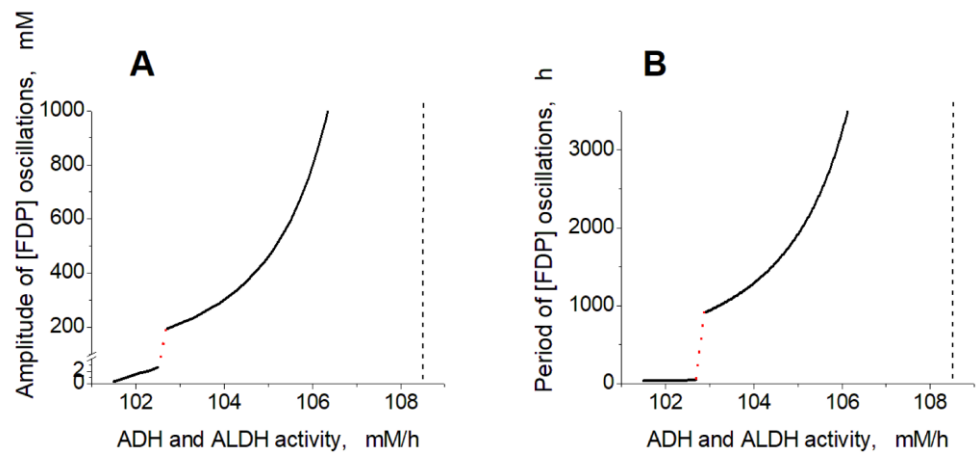 A
Amplitude of [FDP] oscillations, mM
1000
800
600
400
200
2
0
102 104 106 108
ADH and ALDH activity, mM/h
B
Period of [FDP] oscillations, h
3000
2000
1000
0
102 104 106 108
ADH and ALDH activity, mM/h